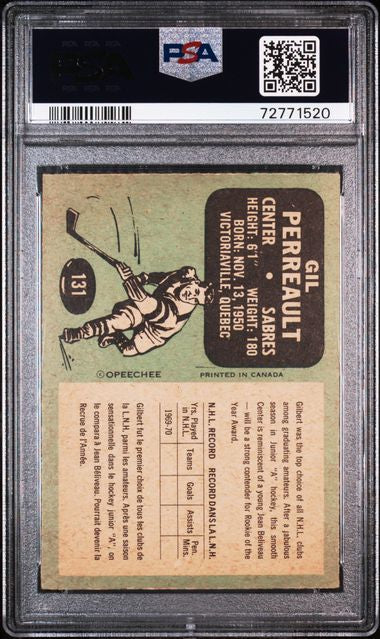 PSA
PSA
72771520
GIL
PERREAULT
CENTER • SABRES
HEIGHT: 6'1" WEIGHT: 180
BORN: NOV. 13, 1950
VICTORIAVILLE, QUEBEC
131
© OPEECHEE
PRINTED IN CANADA
Gilbert was the top choice of all N.H.L. clubs
among graduating amateurs. After a fabulous
season in Junior "A" hockey, this smooth
Center is reminiscent of a young Jean Beliveau
— will be a strong contender for Rookie of the
Year Award.
N.H.L. RECORD RECORD DANS LA L.N.H.
Yrs. Played in N.H.L. Teams Goals Assists Pen. Mins.
1969-70
Gilbert fut le premier choix de tous les clubs de
la L.N.H. parmi les amateurs. Après une saison
sensationnelle dans le hockey junior "A", on
le compara à Jean Béliveau. Pourrait devenir la
Recrue de l'Année.